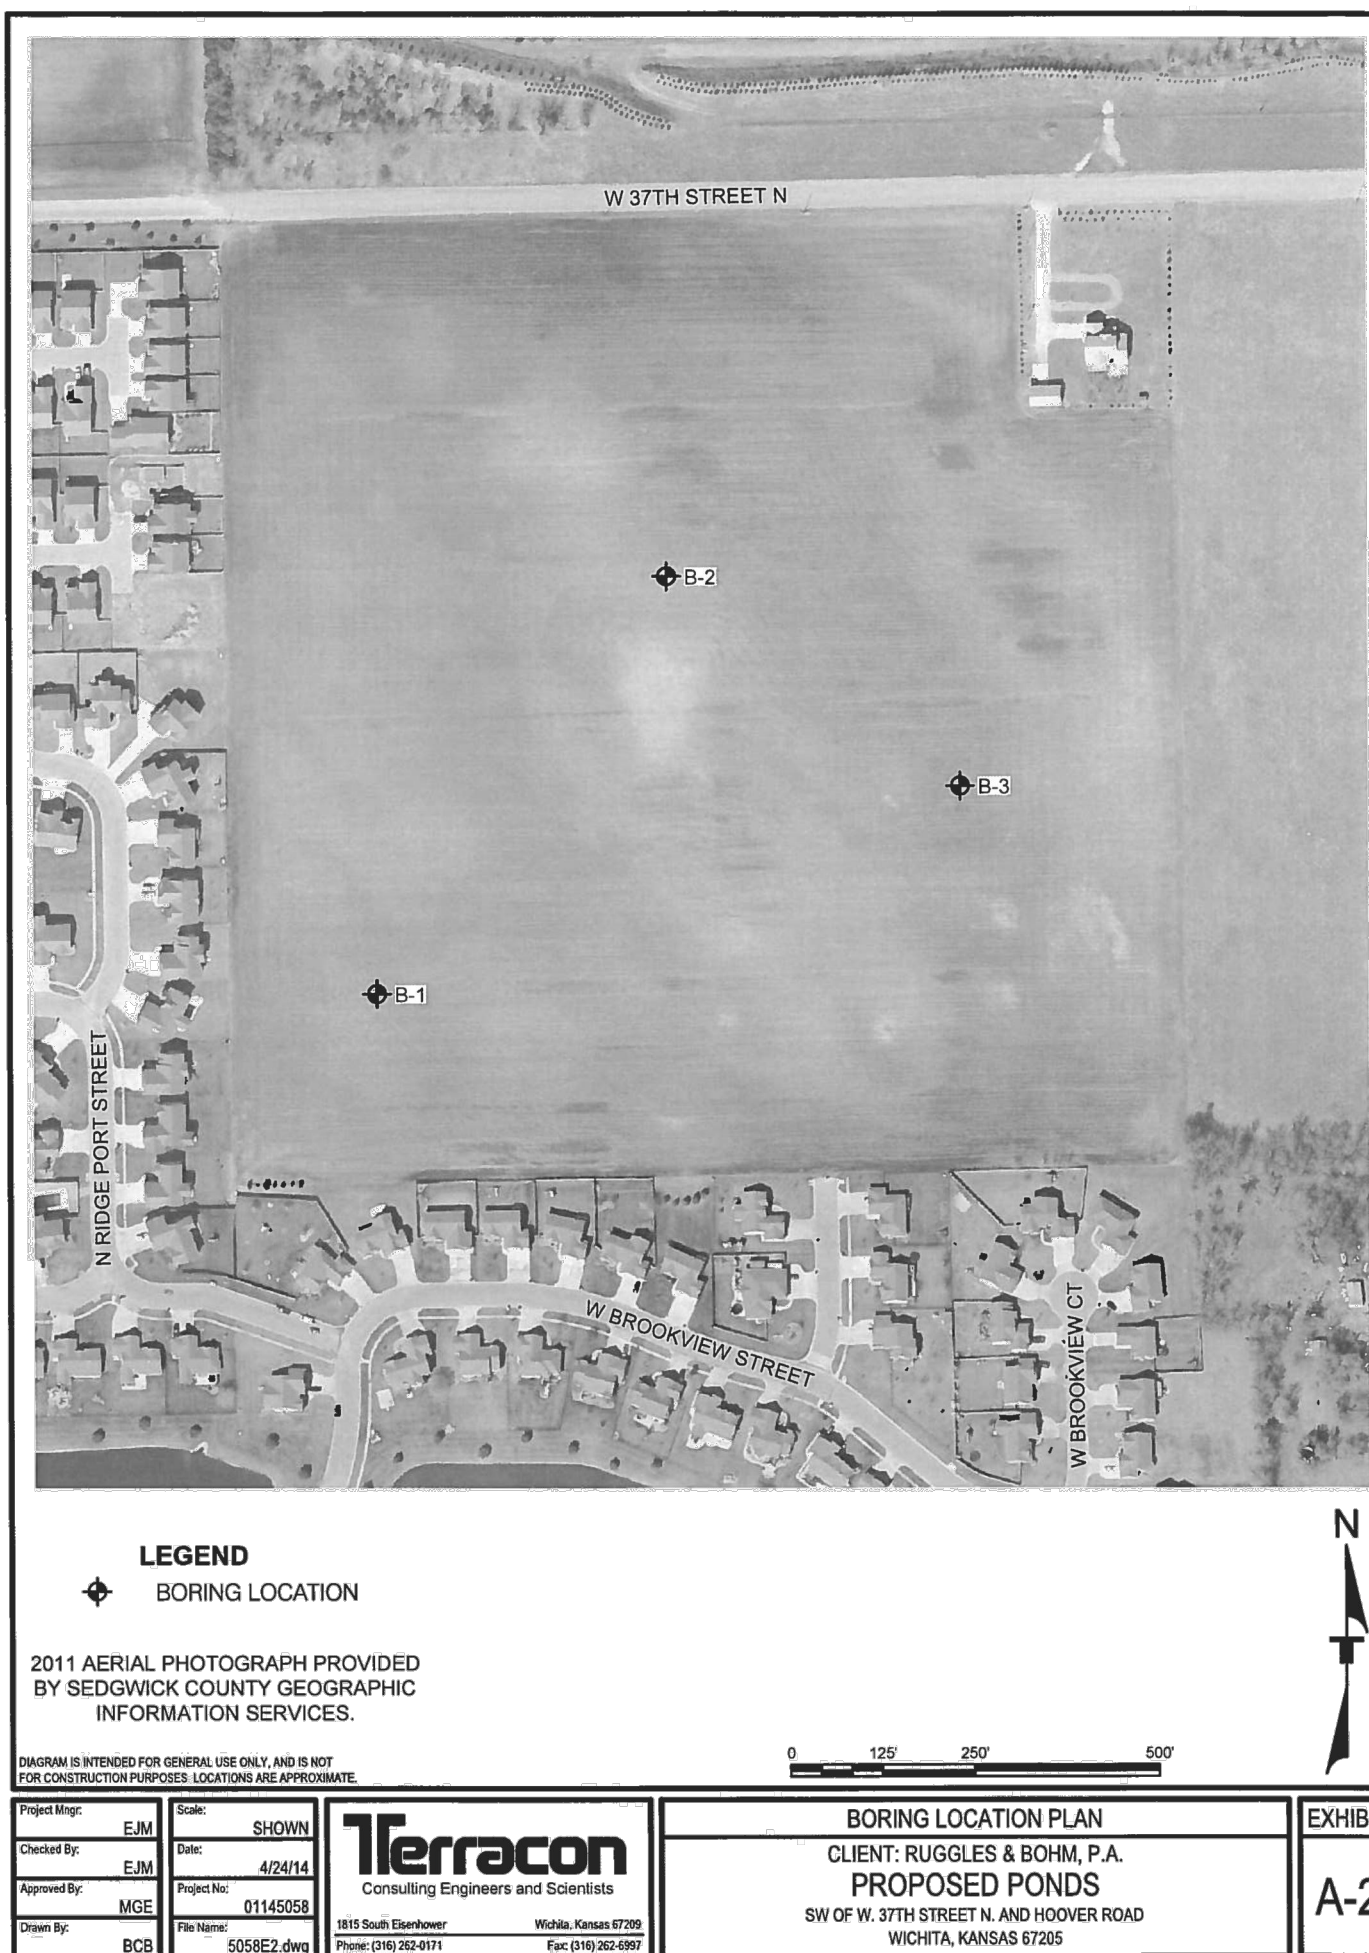 W 37TH STREET N
B-2
B-3
B-1
N RIDGE PORT STREET
W BROOKVIEW STREET
W BROOKVIEW CT
N
LEGEND
BORING LOCATION
2011 AERIAL PHOTOGRAPH PROVIDED
BY SEDGWICK COUNTY GEOGRAPHIC
INFORMATION SERVICES.
DIAGRAM IS INTENDED FOR GENERAL USE ONLY, AND IS NOT
FOR CONSTRUCTION PURPOSES. LOCATIONS ARE APPROXIMATE.
0 125' 250' 500'
Project Mngr:
EJM
Checked By:
EJM
Approved By:
MGE
Drawn By:
BCB
Scale:
SHOWN
Date:
4/24/14
Project No:
01145058
File Name:
5058E2.dwg
Terracon
Consulting Engineers and Scientists
1815 South Eisenhower Wichita, Kansas 67209
Phone: (316) 262-0171 Fax: (316) 262-6997
BORING LOCATION PLAN
CLIENT: RUGGLES & BOHM, P.A.
PROPOSED PONDS
SW OF W. 37TH STREET N. AND HOOVER ROAD
WICHITA, KANSAS 67205
EXHIB
A-2